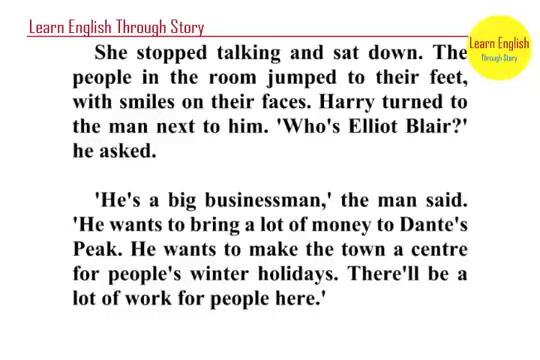 Learn English Through Story
Learn English
Through Story
She stopped talking and sat down. The
people in the room jumped to their feet,
with smiles on their faces. Harry turned to
the man next to him. 'Who's Elliot Blair?'
he asked.
'He's a big businessman,' the man said.
'He wants to bring a lot of money to Dante's
Peak. He wants to make the town a centre
for people's winter holidays. There'll be a
lot of work for people here.'